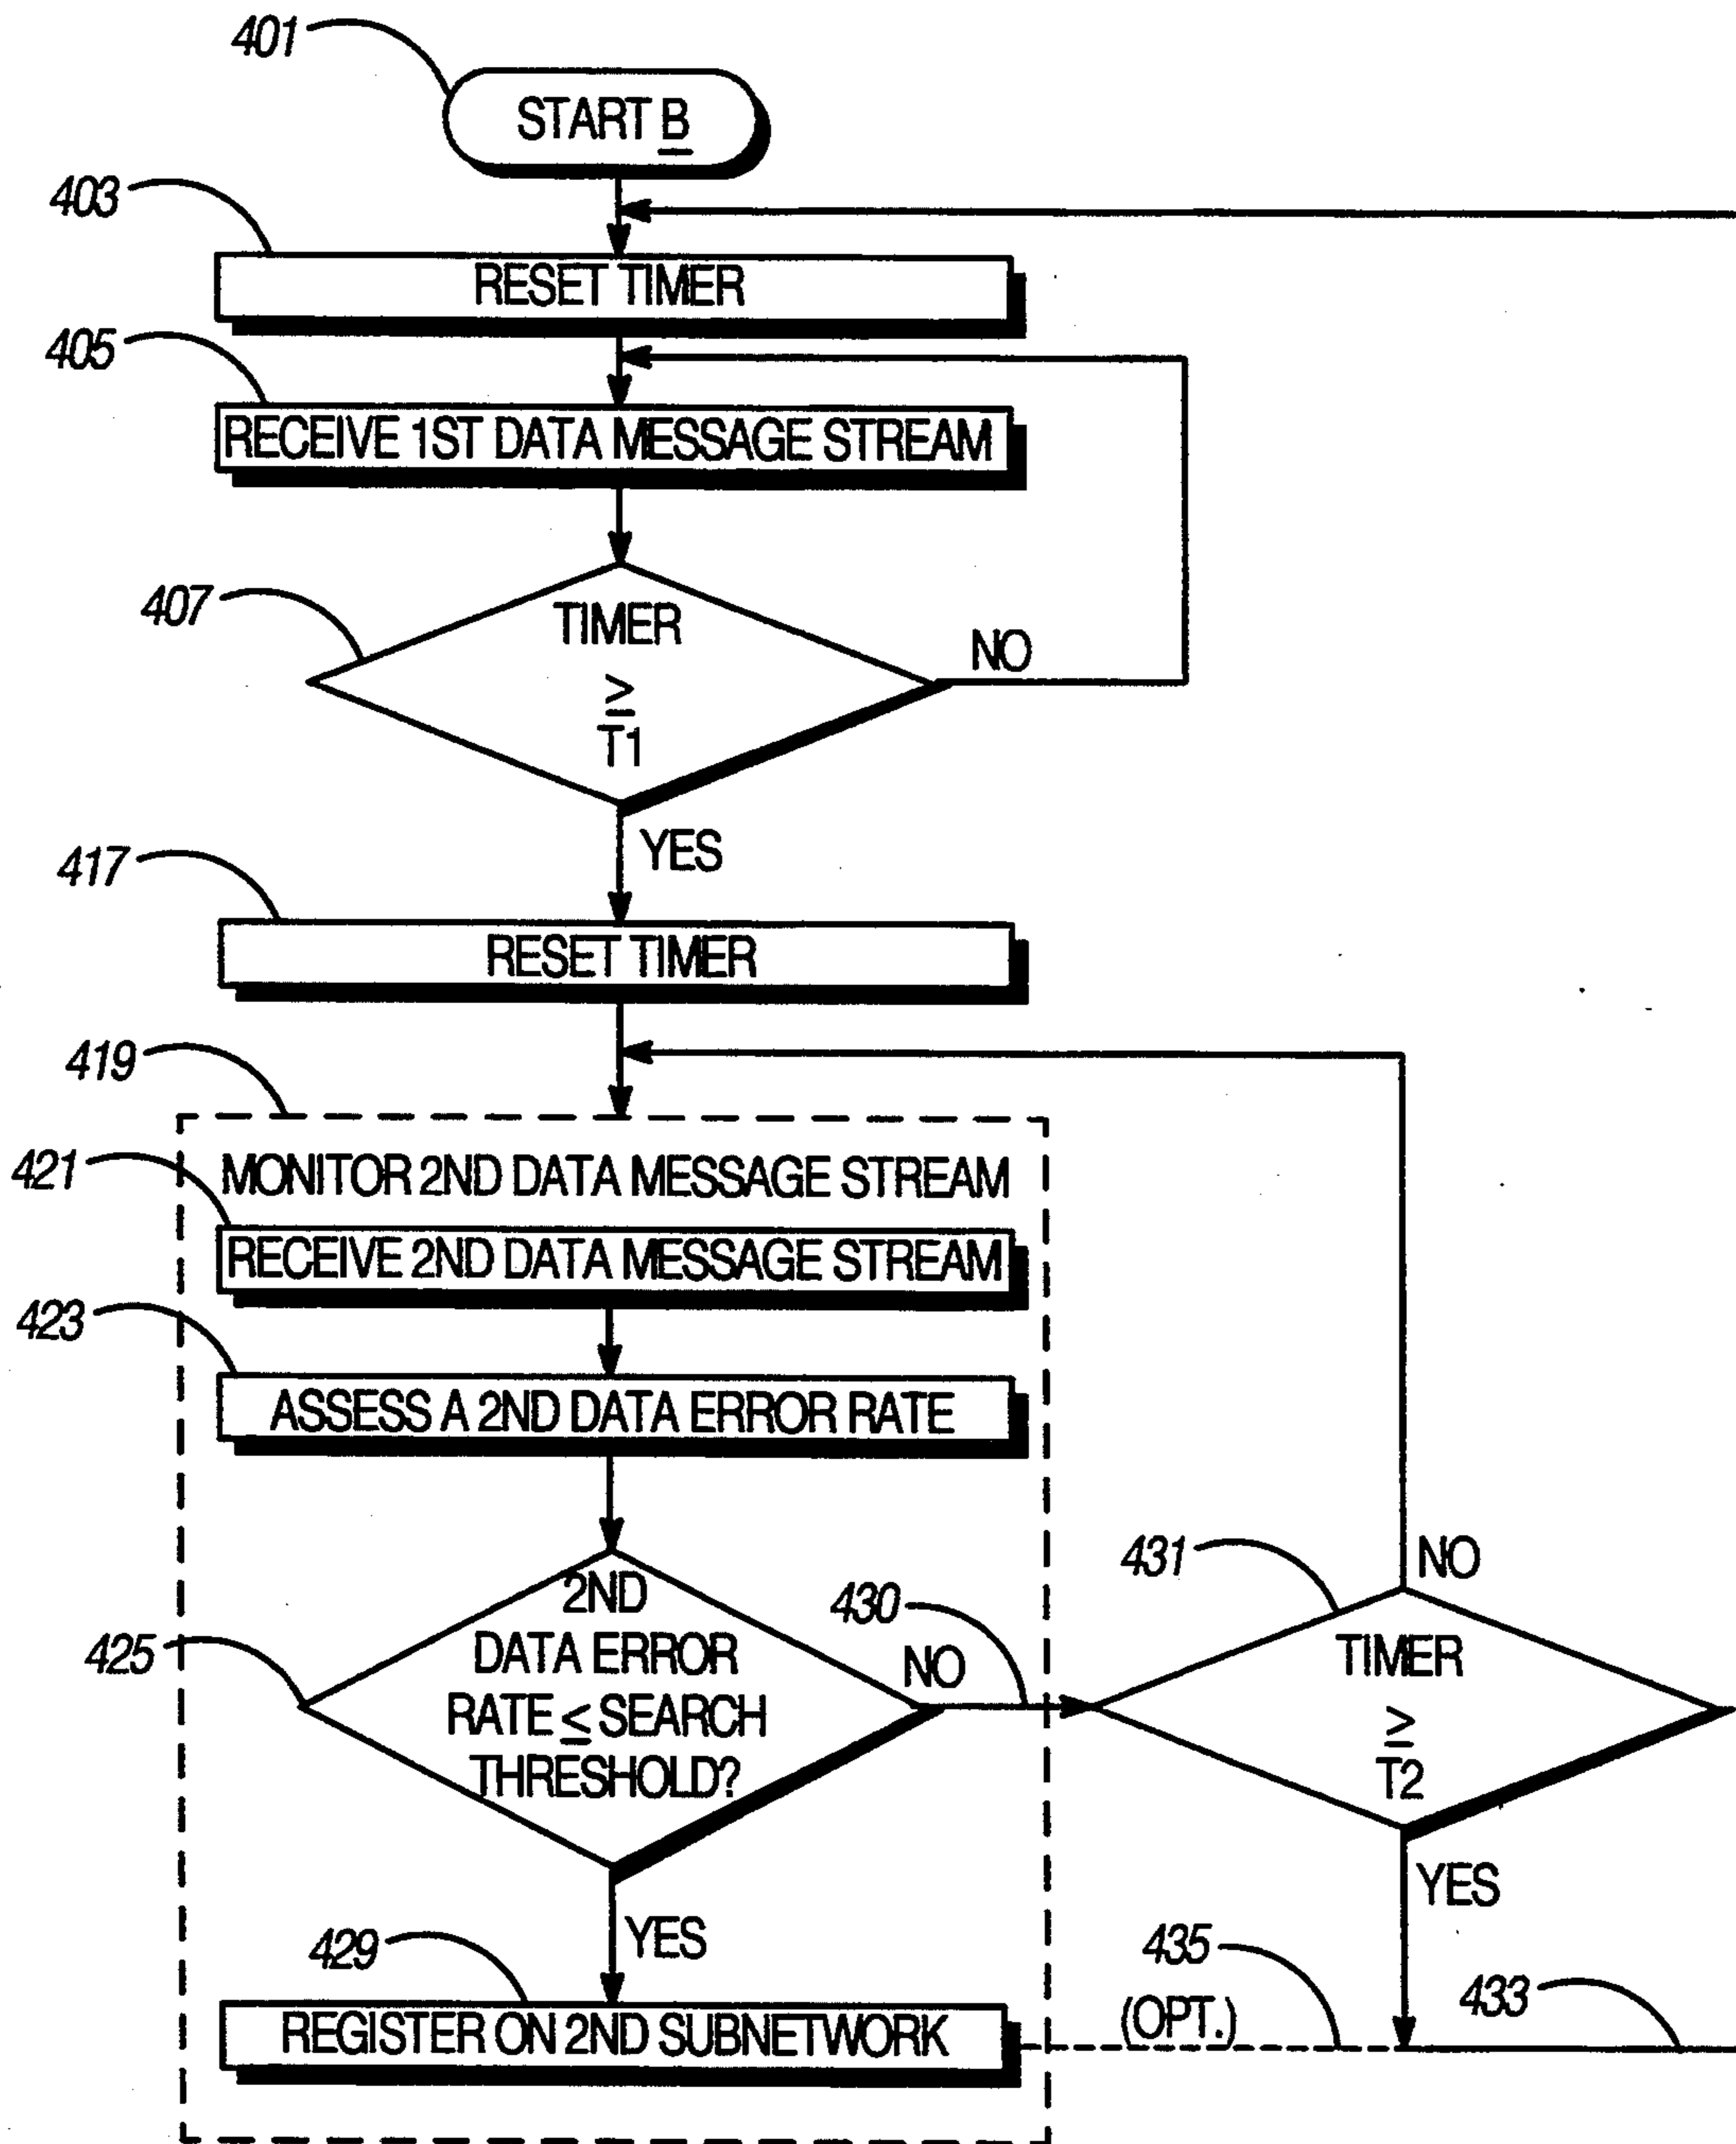 401
START B
403
RESET TIMER
405
RECEIVE 1ST DATA MESSAGE STREAM
407
TIMER
≥
T1
NO
YES
417
RESET TIMER
419
421
MONITOR 2ND DATA MESSAGE STREAM
RECEIVE 2ND DATA MESSAGE STREAM
423
ASSESS A 2ND DATA ERROR RATE
425
2ND
DATA ERROR
RATE ≤ SEARCH
THRESHOLD?
NO
430
431
NO
TIMER
≥
T2
YES
YES
429
REGISTER ON 2ND SUBNETWORK
435
(OPT.)
433